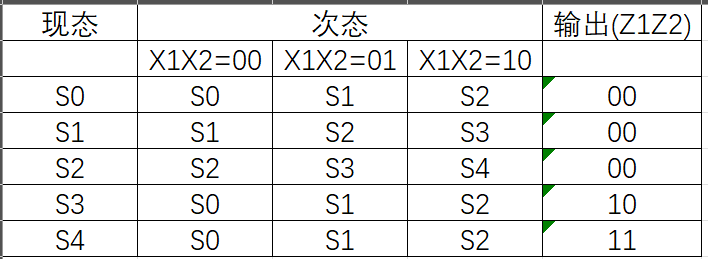 现态 次态 输出(Z1Z2)
X1X2=00 X1X2=01 X1X2=10
S0 S0 S1 S2 00
S1 S1 S2 S3 00
S2 S2 S3 S4 00
S3 S0 S1 S2 10
S4 S0 S1 S2 11